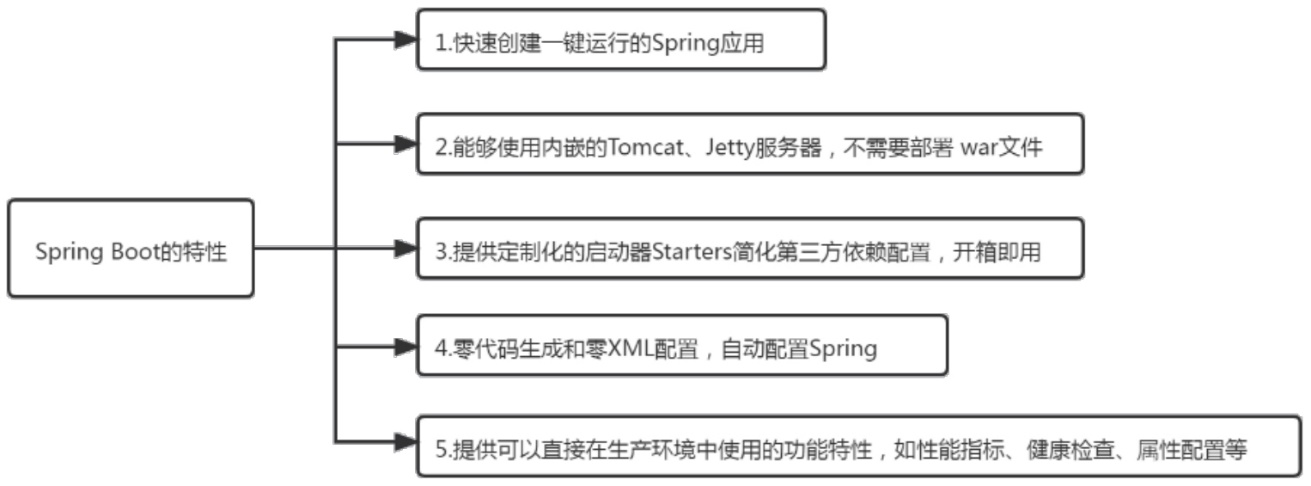 Spring Boot的特性
1.快速创建一键运行的Spring应用
2.能够使用内嵌的Tomcat、Jetty服务器，不需要部署 war文件
3.提供定制化的启动器Starters简化第三方依赖配置，开箱即用
4.零代码生成和零XML配置，自动配置Spring
5.提供可以直接在生产环境中使用的功能特性，如性能指标、健康检查、属性配置等